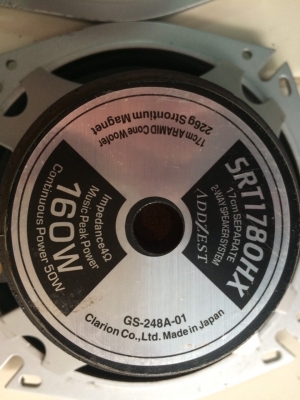 17cm ARAMID Cone Woofer
226g Strontium Magnet
SRT1780HX
17cm SEPARATE
2-WAY SPEAKER SYSTEM
ADDZEST
Impedance4Ω
Music Peak Power
160W
Continuous Power 50W
GS-248A-01
Clarion Co., Ltd. Made in Japan